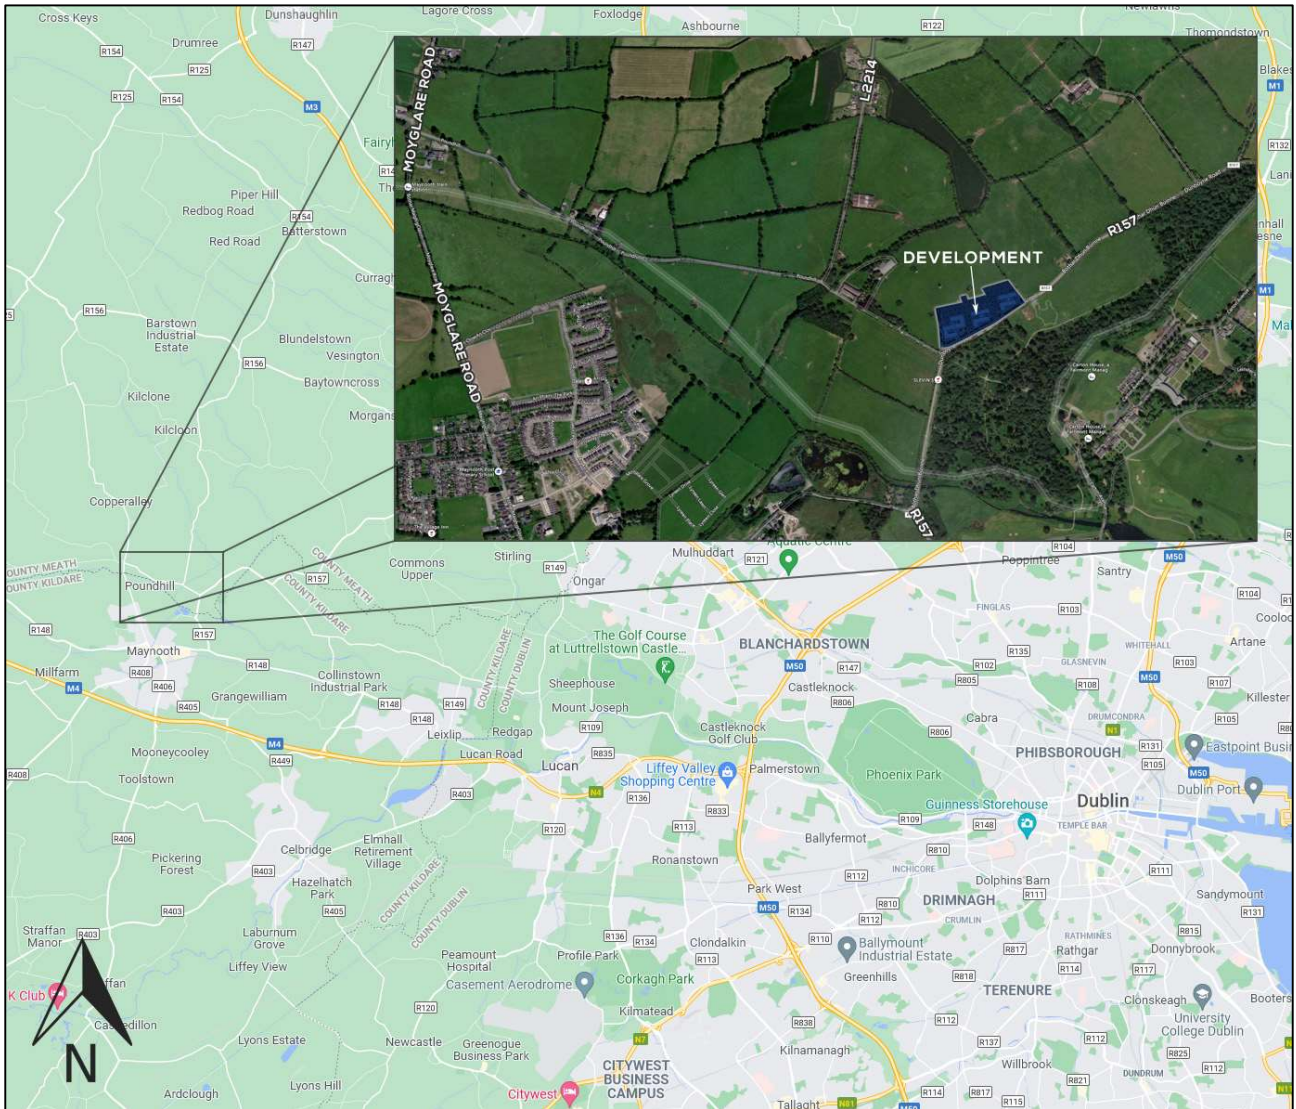 Cross Keys
Dunshaughlin
Lagore Cross
Foxlodge
Ashbourne
R122
Thomondstown
R154
Drumree
R147
R125
R125
R154
M3
M1
R132
Piper Hill
Redbog Road
R154
Batterstown
Red Road
M1
R156
Barstown
Industrial
Estate
Blundelstown
Vesington
R156
Baytowncross
Kilclone
Kilcloon
Copperalley
MOYGLARE ROAD
L2214
R157
DEVELOPMENT
MOYGLARE ROAD
R157
COUNTY MEATH
COUNTY KILDARE
Poundhill
COUNTY MEATH
COUNTY KILDARE
R157
Commons
Upper
Stirling
R149
Ongar
Mulhuddart
R121
Aquatic Centre
R104
Poppintree
Santry
M50
R104
R148
R157
Maynooth
R148
Millfarm
M4
R408
R406
R405
Grangewilliam
Collinstown
Industrial Park
R148
R148
R149
Leixlip
COUNTY KILDARE
COUNTY DUBLIN
Redgap
The Golf Course
at Luttrellstown Castle...
Sheephouse
Mount Joseph
BLANCHARDSTOWN
M50
R147
Castleknock
R806
FINGLAS
R103
R135
R102
R805
GLASNEVIN
R108
WHITEHALL
R103
Artane
M50
R107
Killester
R105
Mooneycooley
M4
R449
Lucan Road
R109
R835
Lucan
Castleknock
Golf Club
Cabra
R806
DRUMCONDRA
N1
PHIBSBOROUGH
R131
R105
M50
R408
Toolstown
R403
N4
R136
Liffey Valley
Shopping Centre
Palmerstown
R833
Phoenix Park
Guinness Storehouse
Dublin
Dublin Port
R406
R120
R113
R109
R148
TEMPLE BAR
Celbridge
Elmhall
Retirement
Village
Ballyfermot
R810
Pickering
Forest
R403
Hazelhatch
Park
R405
COUNTY KILDARE
COUNTY DUBLIN
Ronanstown
INCHICORE
R112
Dolphins Barn
R111
R111
R403
Park West
M50
R134
R810
R112
DRIMNAGH
CRUMLIN
Sandymount
R131
Straffan
Manor
R403
Laburnum
Grove
Liffey View
Peamount
Hospital
Profile Park
R136
R134
Clondalkin
R113
R110
Ballymount
Industrial Estate
RATHMINES
R817
Rathgar
R815
Donnybrook
K Club
Casement Aerodrome
Corkagh Park
Greenhills
R818
R114
R117
R120
Kilmatead
TERENURE
Clonskeagh
University
College Dublin
N
Lyons Estate
Newcastle
Greenogue
Business Park
N7
R838
Kilnamanagh
R112
R137
R112
R825
Ardclough
Lyons Hill
Citywest
CITYWEST
BUSINESS
CAMPUS
Willbrook
R821
DUNDRUM
R112
Tallaght
N81
R114
R817
R115